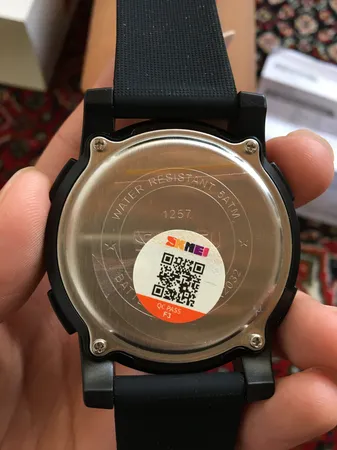 WATER RESISTANT 5ATM
1257
SKMEI
QC PASS
F3